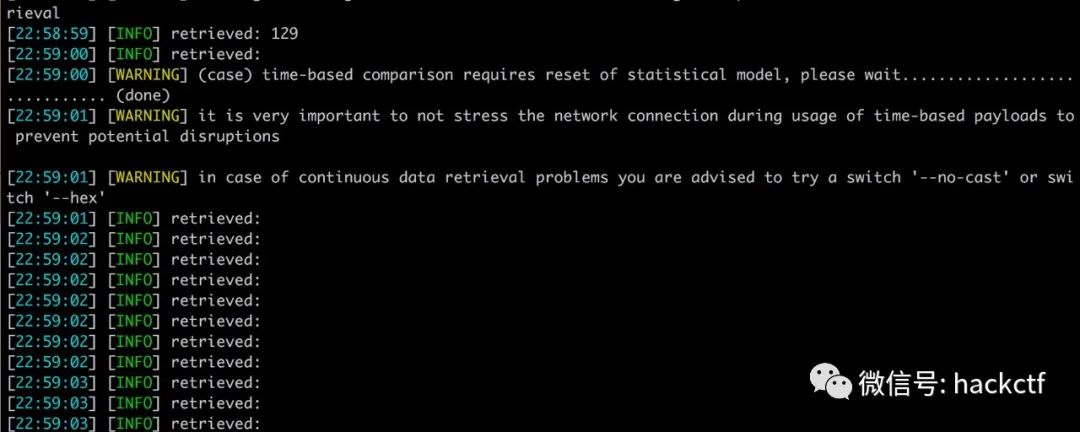 rieval
[22:58:59] [INFO] retrieved: 129
[22:59:00] [INFO] retrieved:
[22:59:00] [WARNING] (case) time-based comparison requires reset of statistical model, please wait....................
............ (done)
[22:59:01] [WARNING] it is very important to not stress the network connection during usage of time-based payloads to
prevent potential disruptions
[22:59:01] [WARNING] in case of continuous data retrieval problems you are advised to try a switch '--no-cast' or swi
tch '--hex'
[22:59:01] [INFO] retrieved:
[22:59:02] [INFO] retrieved:
[22:59:02] [INFO] retrieved:
[22:59:02] [INFO] retrieved:
[22:59:02] [INFO] retrieved:
[22:59:02] [INFO] retrieved:
[22:59:02] [INFO] retrieved:
[22:59:02] [INFO] retrieved:
[22:59:03] [INFO] retrieved:
[22:59:03] [INFO] retrieved:
[22:59:03] [INFO] retrieved:
微信号: hackctf